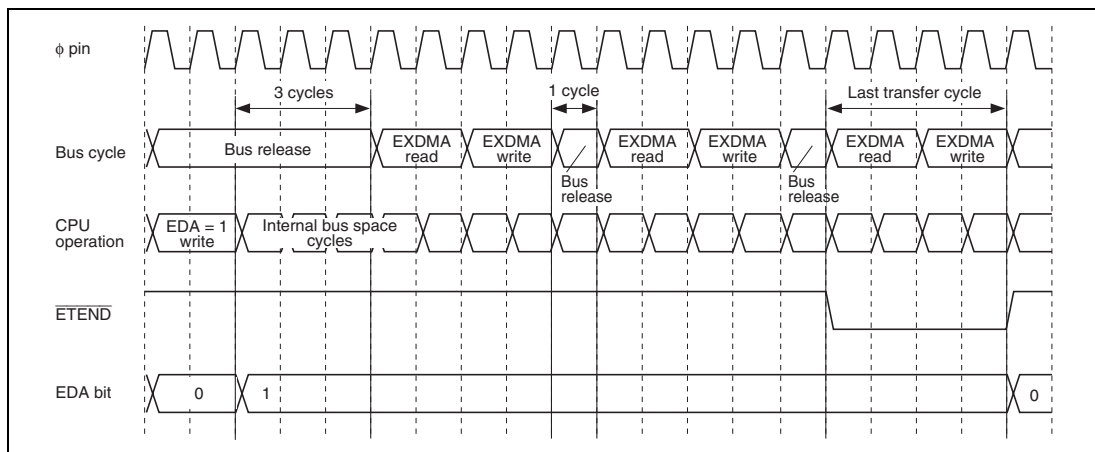 φ pin
3 cycles
1 cycle
Last transfer cycle
Bus cycle
Bus release
EXDMA
read
EXDMA
write
Bus
release
EXDMA
read
EXDMA
write
Bus
release
EXDMA
read
EXDMA
write
CPU
operation
EDA = 1
write
Internal bus space
cycles
ETEND
EDA bit
0
1
0